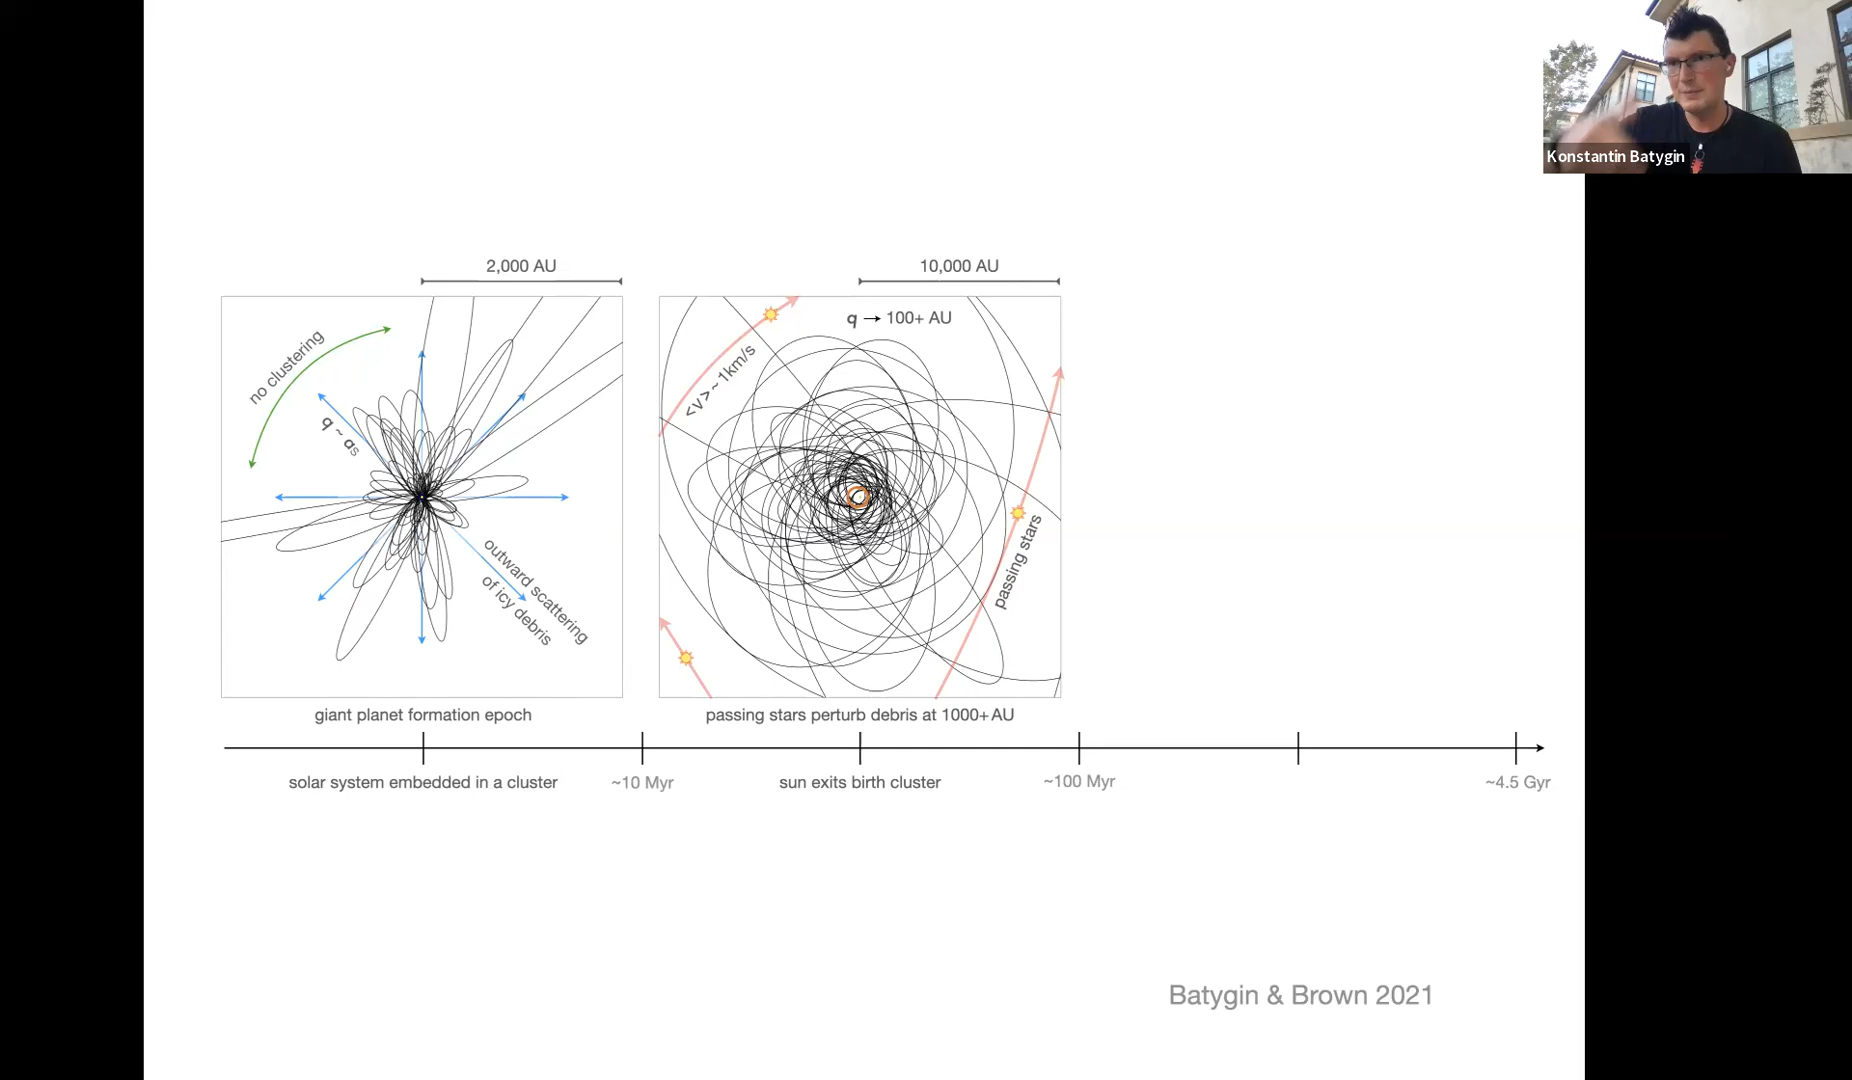 Konstantin Batygin
2,000 AU
10,000 AU
no clustering
q ~ as
outward scattering
of icy debris
q → 100+ AU
<v> ~ 1km/s
passing stars
giant planet formation epoch
passing stars perturb debris at 1000+ AU
solar system embedded in a cluster
~10 Myr
sun exits birth cluster
~100 Myr
~4.5 Gyr
Batygin & Brown 2021